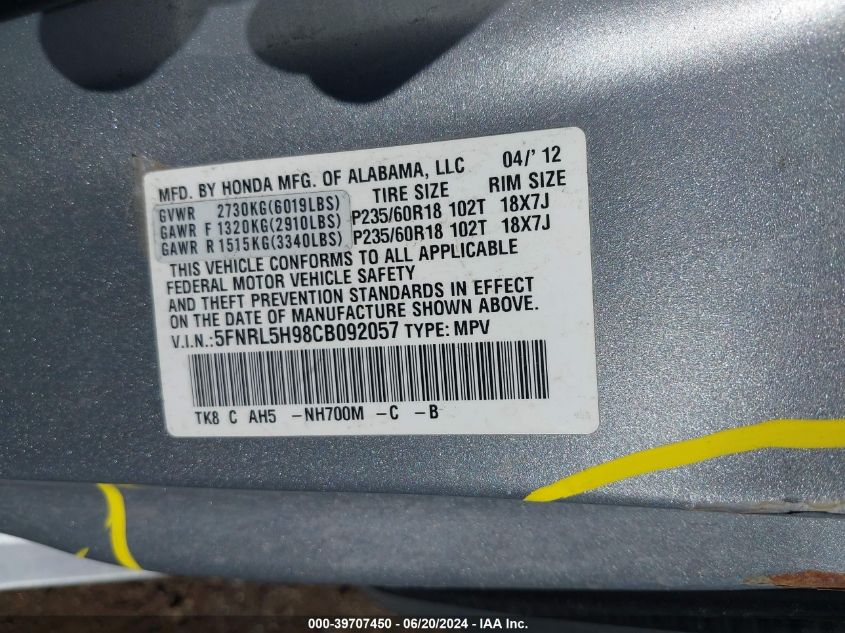 MFD. BY HONDA MFG. OF ALABAMA, LLC 04/' 12
TIRE SIZE RIM SIZE
GVWR 2730KG(6019LBS)
GAWR F 1320KG(2910LBS) P235/60R18 102T 18X7J
GAWR R 1515KG(3340LBS) P235/60R18 102T 18X7J
THIS VEHICLE CONFORMS TO ALL APPLICABLE
FEDERAL MOTOR VEHICLE SAFETY
AND THEFT PREVENTION STANDARDS IN EFFECT
ON THE DATE OF MANUFACTURE SHOWN ABOVE.
V.I.N.:5FNRL5H98CB092057 TYPE: MPV
TK8 C AH5 -NH700M -C -B
000-39707450 - 06/20/2024 - IAA Inc.